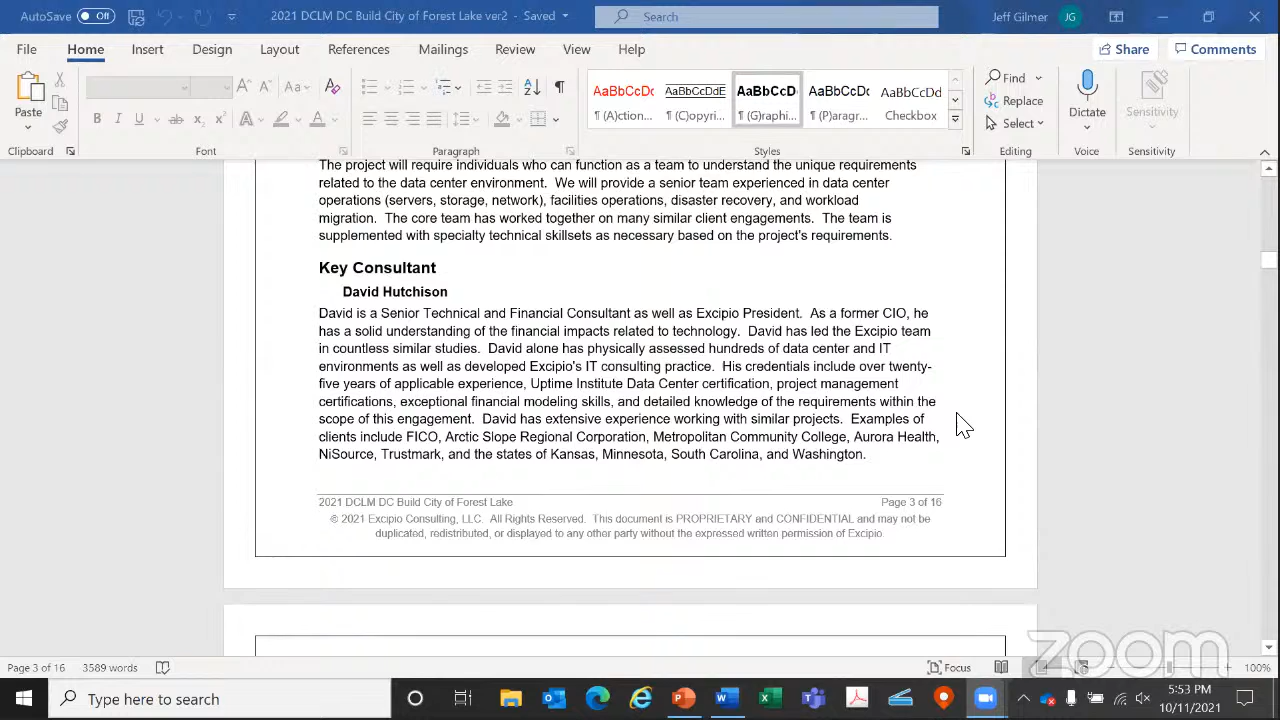 AutoSave Off 2021 DCLM DC Build City of Forest Lake ver2 - Saved Search Jeff Gilmer JG
File Home Insert Design Layout References Mailings Review View Help Share Comments
Paste
Aa
B I U ab x₂ x² A A
AaBbCcDc AaBbCcDdE AaBbCcD AaBbCcDc AaBbCcDd
¶ (A)ction... ¶ (C)opyri... ¶ (G)raphi... ¶ (P)aragr... Checkbox
Find
Replace
Select
Dictate
Sensitivity
Clipboard Font Paragraph Styles Editing Voice Sensitivity
The project will require individuals who can function as a team to understand the unique requirements
related to the data center environment. We will provide a senior team experienced in data center
operations (servers, storage, network), facilities operations, disaster recovery, and workload
migration. The core team has worked together on many similar client engagements. The team is
supplemented with specialty technical skillsets as necessary based on the project's requirements.
Key Consultant
David Hutchison
David is a Senior Technical and Financial Consultant as well as Excipio President. As a former CIO, he
has a solid understanding of the financial impacts related to technology. David has led the Excipio team
in countless similar studies. David alone has physically assessed hundreds of data center and IT
environments as well as developed Excipio's IT consulting practice. His credentials include over twenty-
five years of applicable experience, Uptime Institute Data Center certification, project management
certifications, exceptional financial modeling skills, and detailed knowledge of the requirements within the
scope of this engagement. David has extensive experience working with similar projects. Examples of
clients include FICO, Arctic Slope Regional Corporation, Metropolitan Community College, Aurora Health,
NiSource, Trustmark, and the states of Kansas, Minnesota, South Carolina, and Washington.
2021 DCLM DC Build City of Forest Lake Page 3 of 16
© 2021 Excipio Consulting, LLC. All Rights Reserved. This document is PROPRIETARY and CONFIDENTIAL and may not be
duplicated, redistributed, or displayed to any other party without the expressed written permission of Excipio.
zoom
Page 3 of 16 3589 words Focus 100%
Type here to search
5:53 PM
10/11/2021